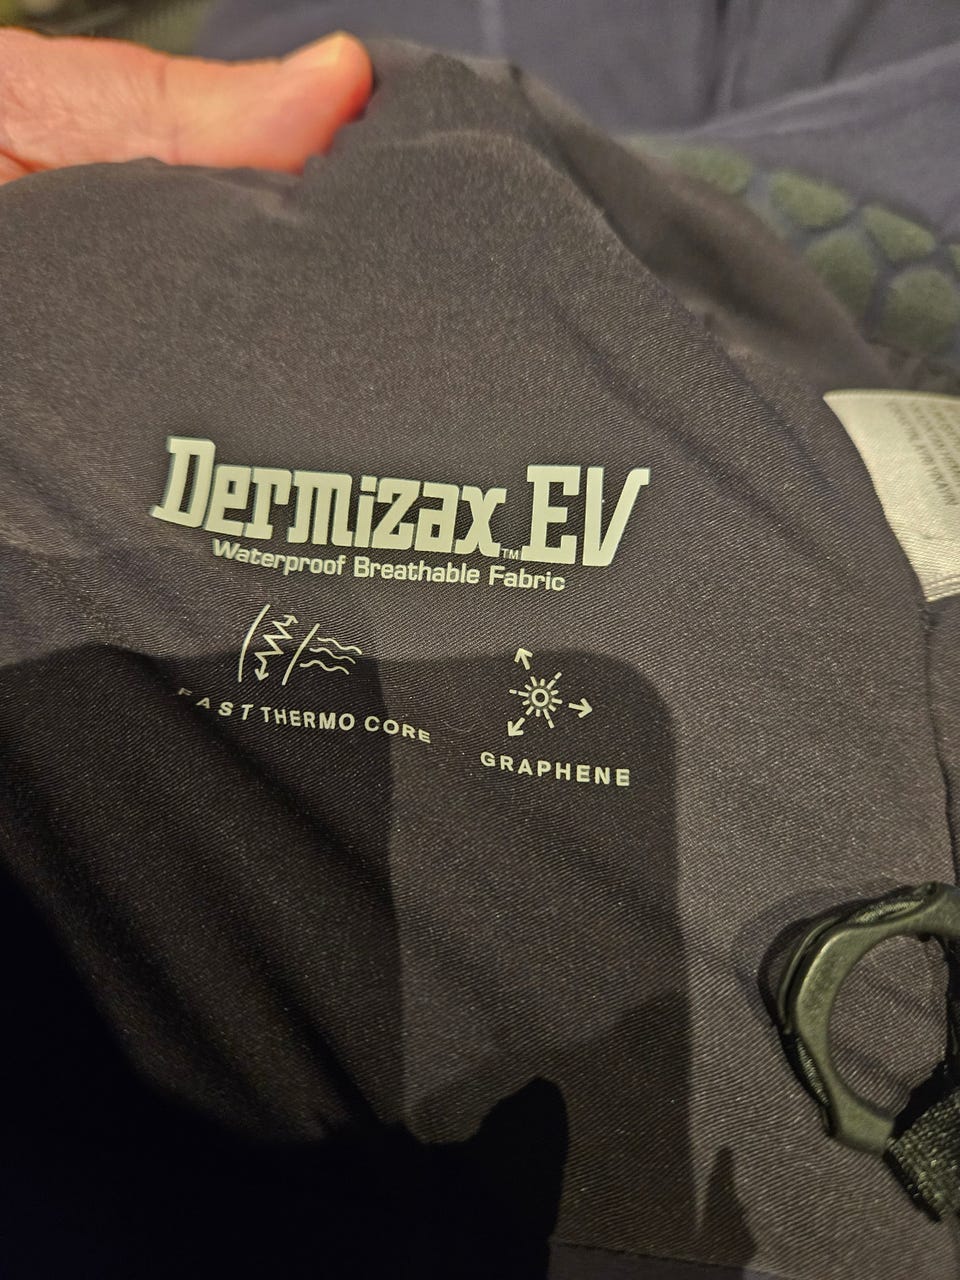 Dermizax™ EV
Waterproof Breathable Fabric
FAST THERMO CORE
GRAPHENE